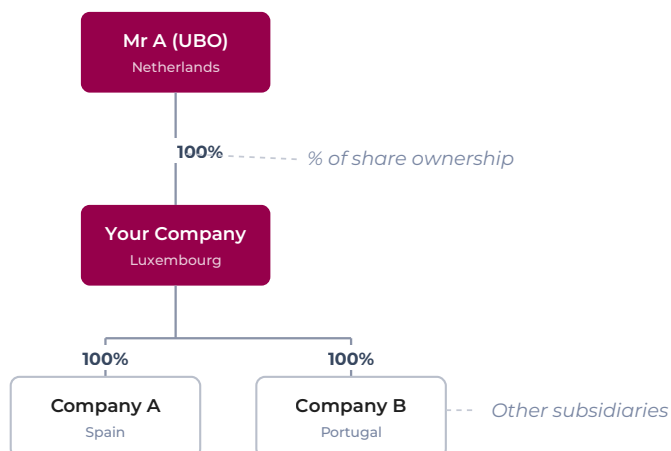 Mr A (UBO)
Netherlands
100%
% of share ownership
Your Company
Luxembourg
100%
100%
Company A
Spain
Company B
Portugal
Other subsidiaries